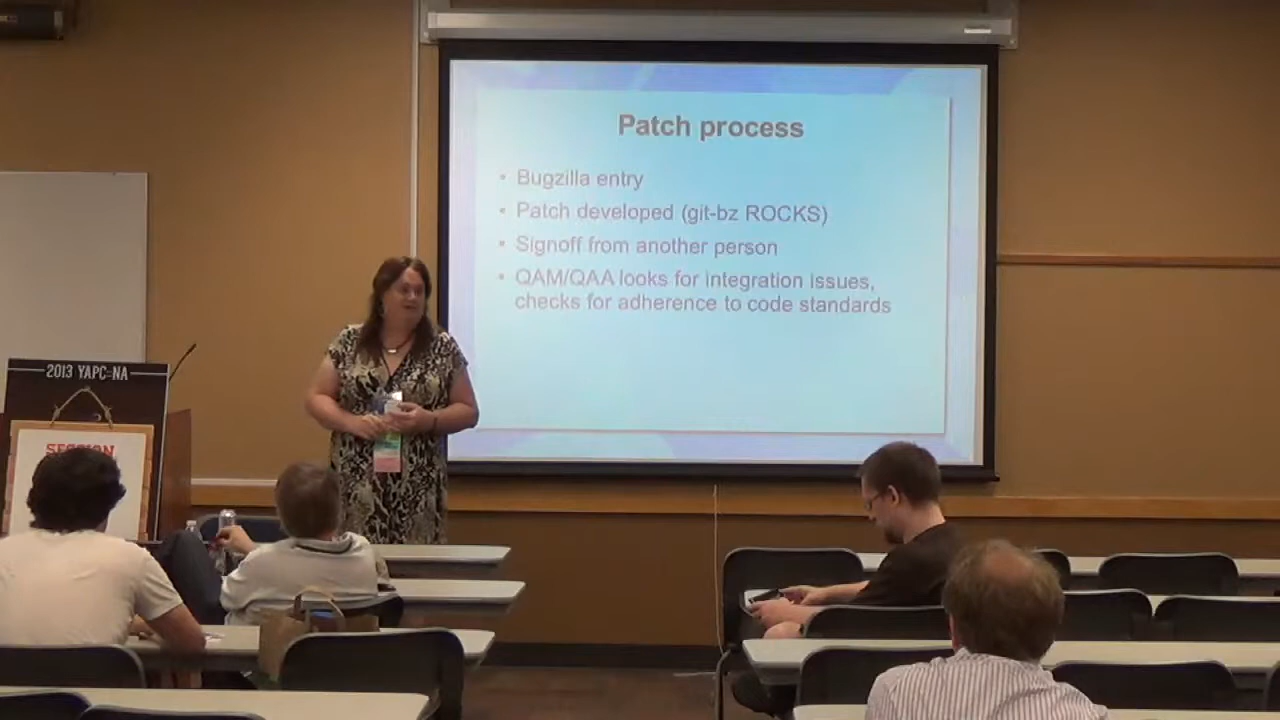 Patch process
• Bugzilla entry
• Patch developed (git-bz ROCKS)
• Signoff from another person
• QAM/QAA looks for integration issues,
checks for adherence to code standards
2013 YAPC::NA
SESSION